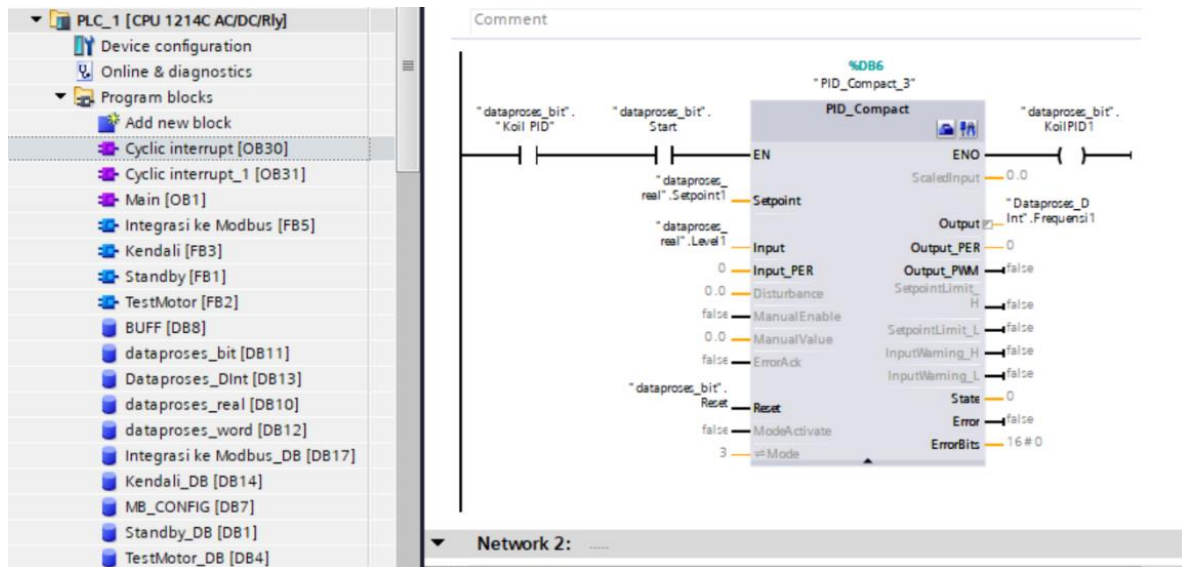 PLC_1 [CPU 1214C AC/DC/Rly]
Device configuration
Online & diagnostics
Program blocks
Add new block
Cyclic interrupt [OB30]
Cyclic interrupt_1 [OB31]
Main [OB1]
Integrasi ke Modbus [FB5]
Kendali [FB3]
Standby [FB1]
TestMotor [FB2]
BUFF [DB8]
dataproses_bit [DB11]
Dataproses_DInt [DB13]
dataproses_real [DB10]
dataproses_word [DB12]
Integrasi ke Modbus_DB [DB17]
Kendali_DB [DB14]
MB_CONFIG [DB7]
Standby_DB [DB1]
TestMotor_DB [DB4]
Comment
%DB6
"PID_Compact_3"
PID_Compact
"dataproses_bit".
"Koil PID"
"dataproses_bit".
Start
"dataproses_bit".
KoilPID1
EN
ENO
ScaledInput
0.0
"dataproses_
real".Setpoint1
Setpoint
"Dataproses_D
Int".Frequensi1
Output
"dataproses_
real".Level1
Input
Output_PER
0
0
Input_PER
Output_PWM
false
0.0
Disturbance
SetpointLimit_
H
false
false
ManualEnable
SetpointLimit_L
false
0.0
ManualValue
InputWarning_H
false
false
ErrorAck
InputWarning_L
false
"dataproses_bit".
Reset
Reset
State
0
false
ModeActivate
Error
false
3
Mode
ErrorBits
16#0
Network 2:
.....